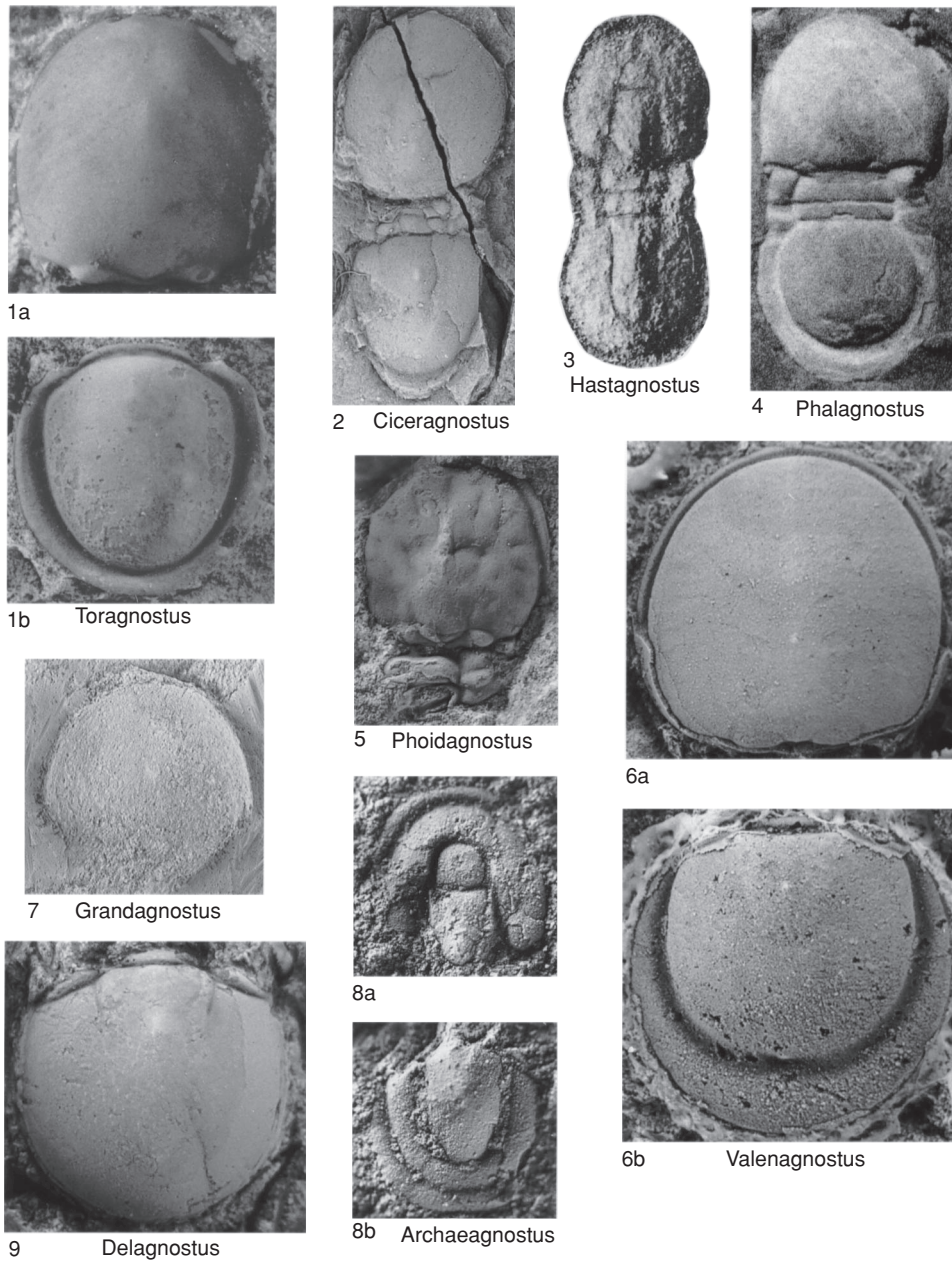 1a
2 Ciceragnostus
3
Hastagnostus
4 Phalagnostus
1b Toragnostus
5 Phoidagnostus
6a
7 Grandagnostus
8a
6b Valenagnostus
8b Archaeagnostus
9 Delagnostus